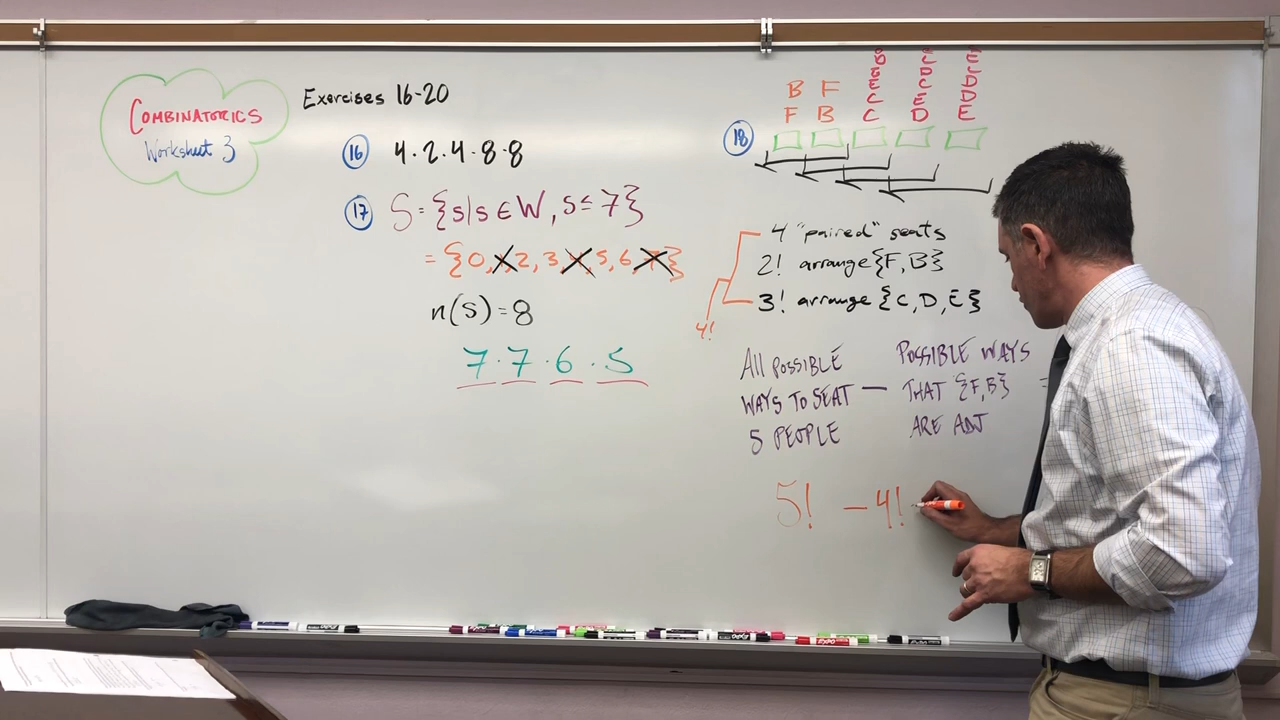 COMBINATORICS
Worksheet 3
Exercises 16-20
16 4·2·4·8·8
17 S={s|s∈W, s≤7}
={0,1,2,3,4,5,6,7}
n(S)=8
7·7·6·5
18
B F
F B C D E
4 "paired" seats
2! arrange {F,B}
3! arrange {C,D,E}
4!
All POSSIBLE WAYS TO SEAT 5 PEOPLE
—
POSSIBLE WAYS THAT {F,B} ARE ADJ
=
5! - 4!
EXPO